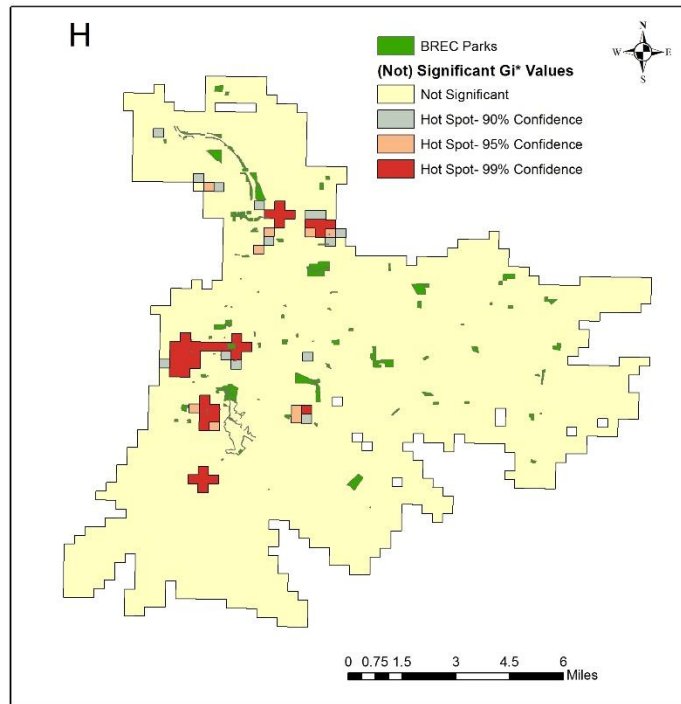 H
BREC Parks
(Not) Significant Gi* Values
Not Significant
Hot Spot- 90% Confidence
Hot Spot- 95% Confidence
Hot Spot- 99% Confidence
N
W E
S
0 0.75 1.5 3 4.5 6
Miles